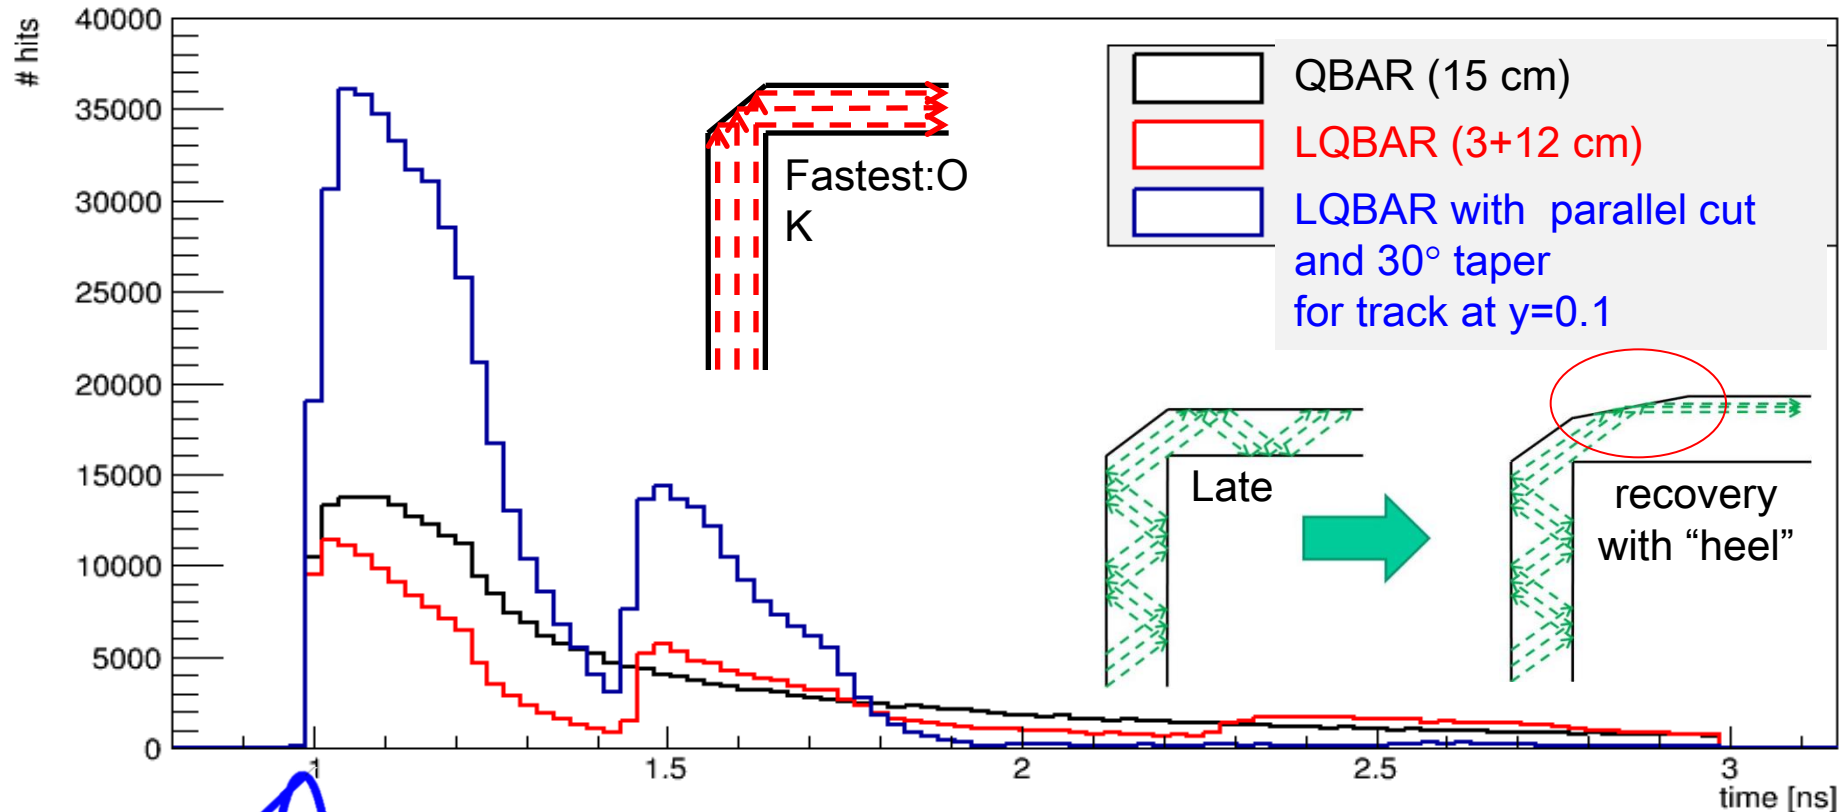 # hits
40000
35000
30000
25000
20000
15000
10000
5000
0
1
1.5
2
2.5
3
time [ns]
QBAR (15 cm)
LQBAR (3+12 cm)
LQBAR with  parallel cut
and 30° taper
for track at y=0.1
Fastest:O
K
Late
recovery
with “heel”